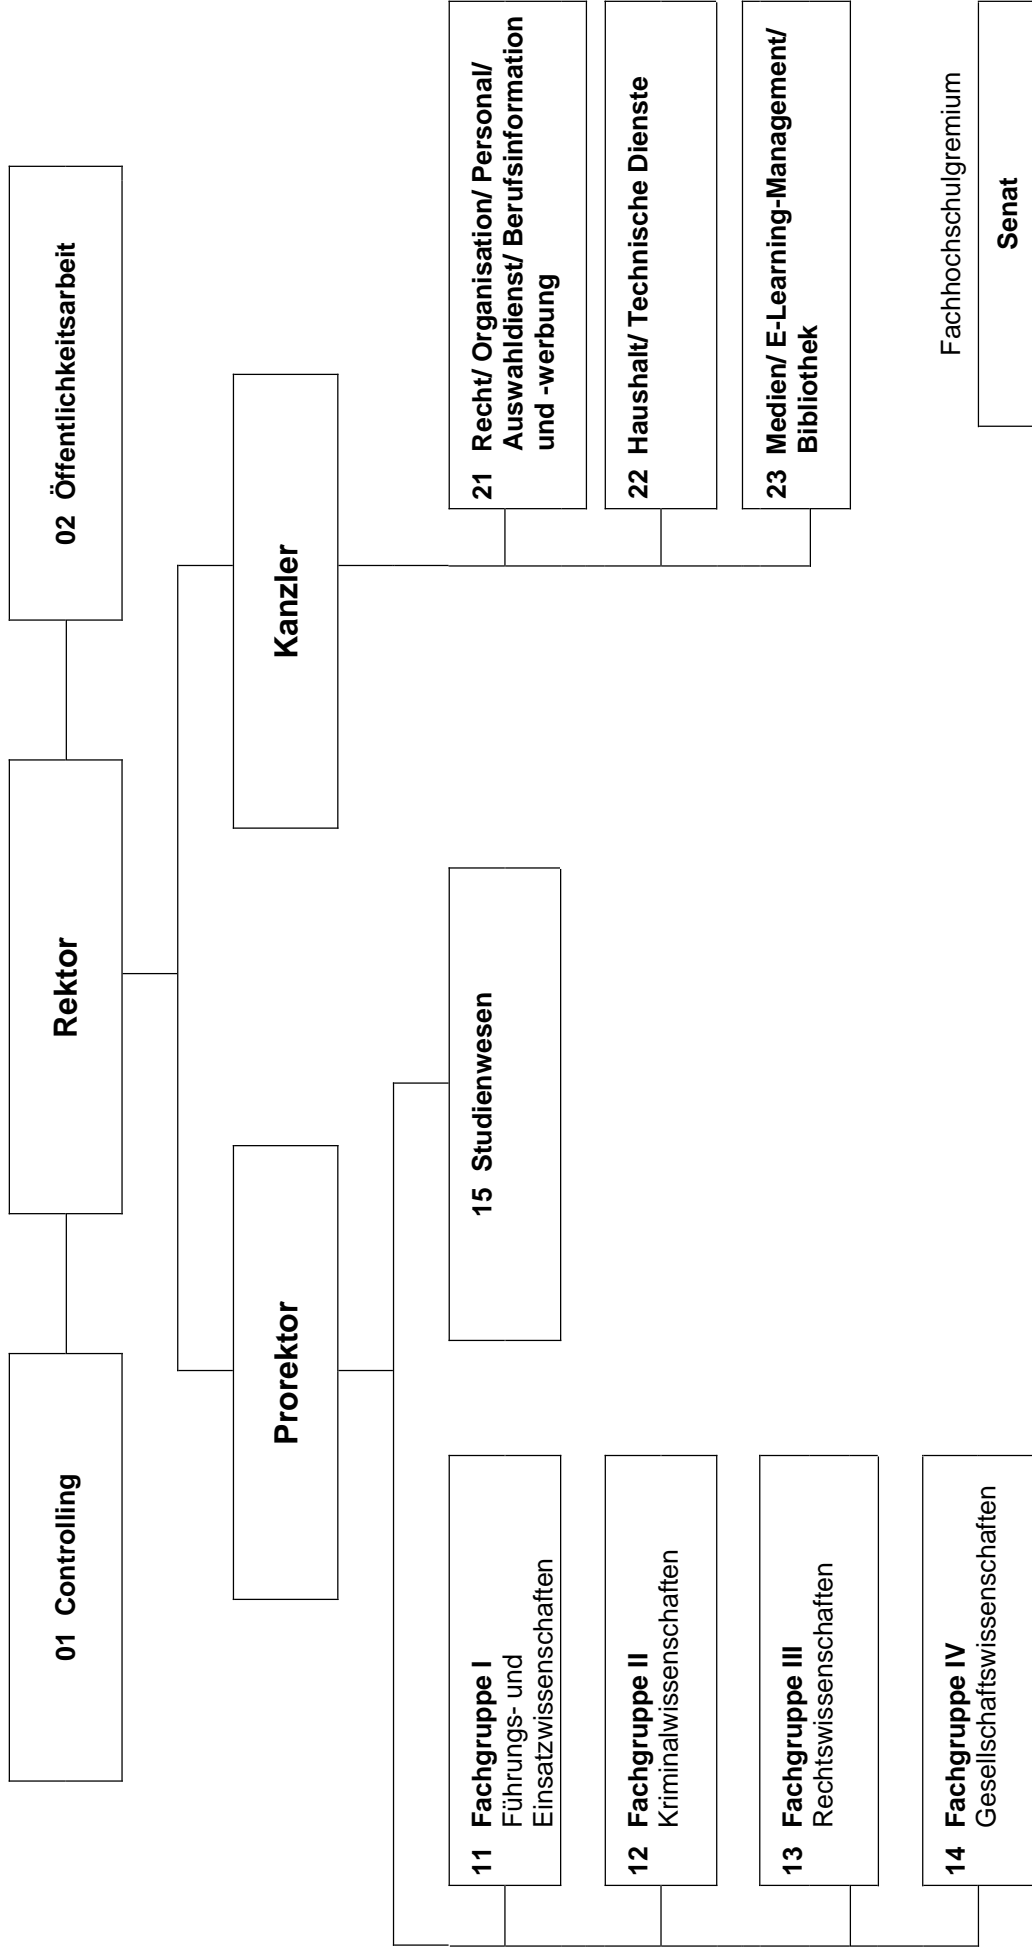 01 Controlling
Rektor
02 Öffentlichkeitsarbeit
Prorektor
Kanzler
11 Fachgruppe I
Führungs- und
Einsatzwissenschaften
12 Fachgruppe II
Kriminalwissenschaften
13 Fachgruppe III
Rechtswissenschaften
14 Fachgruppe IV
Gesellschaftswissenschaften
15 Studienwesen
21 Recht/ Organisation/ Personal/
Auswahldienst/ Berufsinformation
und -werbung
22 Haushalt/ Technische Dienste
23 Medien/ E-Learning-Management/
Bibliothek
Fachhochschulgremium
Senat